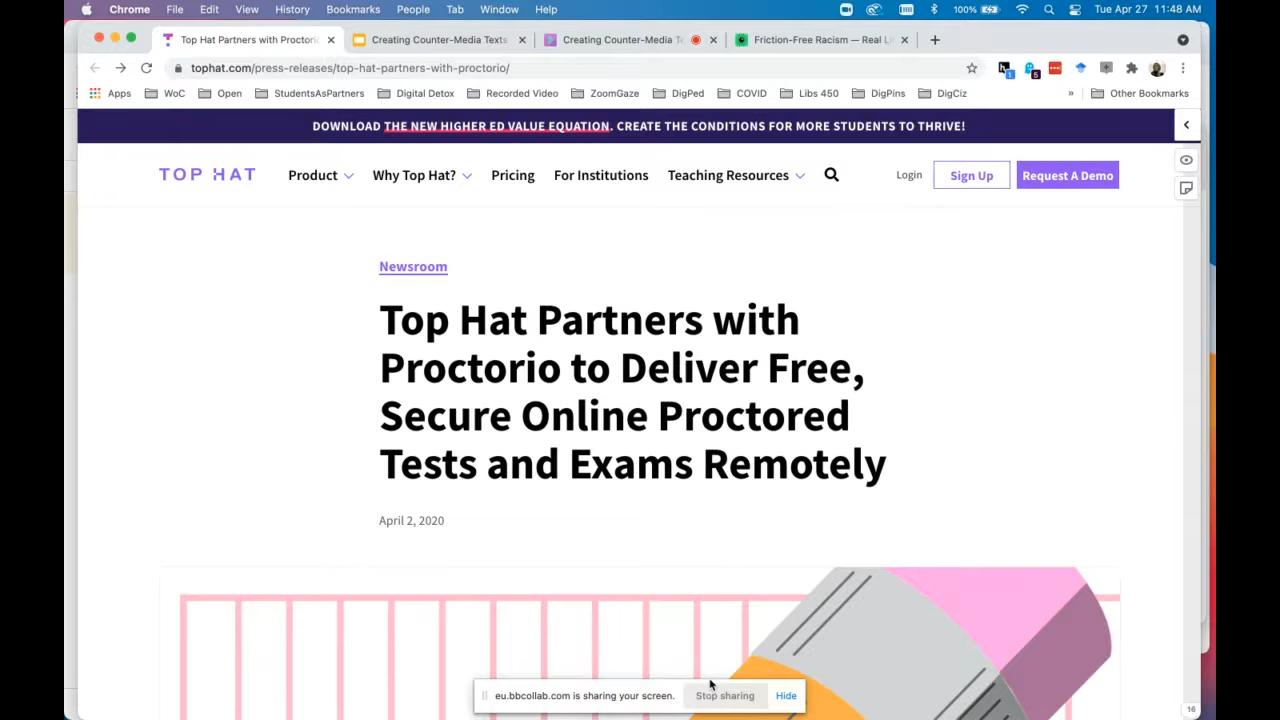 Chrome File Edit View History Bookmarks People Tab Window Help 100% Tue Apr 27 11:48 AM
Top Hat Partners with Proctorio Creating Counter-Media Texts Creating Counter-Media Te Friction-Free Racism — Real Li
tophat.com/press-releases/top-hat-partners-with-proctorio/ 1 5
Apps WoC Open StudentsAsPartners Digital Detox Recorded Video ZoomGaze DigPed COVID Libs 450 DigPins DigCiz » Other Bookmarks
DOWNLOAD THE NEW HIGHER ED VALUE EQUATION. CREATE THE CONDITIONS FOR MORE STUDENTS TO THRIVE!
TOP HAT Product Why Top Hat? Pricing For Institutions Teaching Resources Login Sign Up Request A Demo
Newsroom
Top Hat Partners with
Proctorio to Deliver Free,
Secure Online Proctored
Tests and Exams Remotely
April 2, 2020
eu.bbcollab.com is sharing your screen. Stop sharing Hide
16